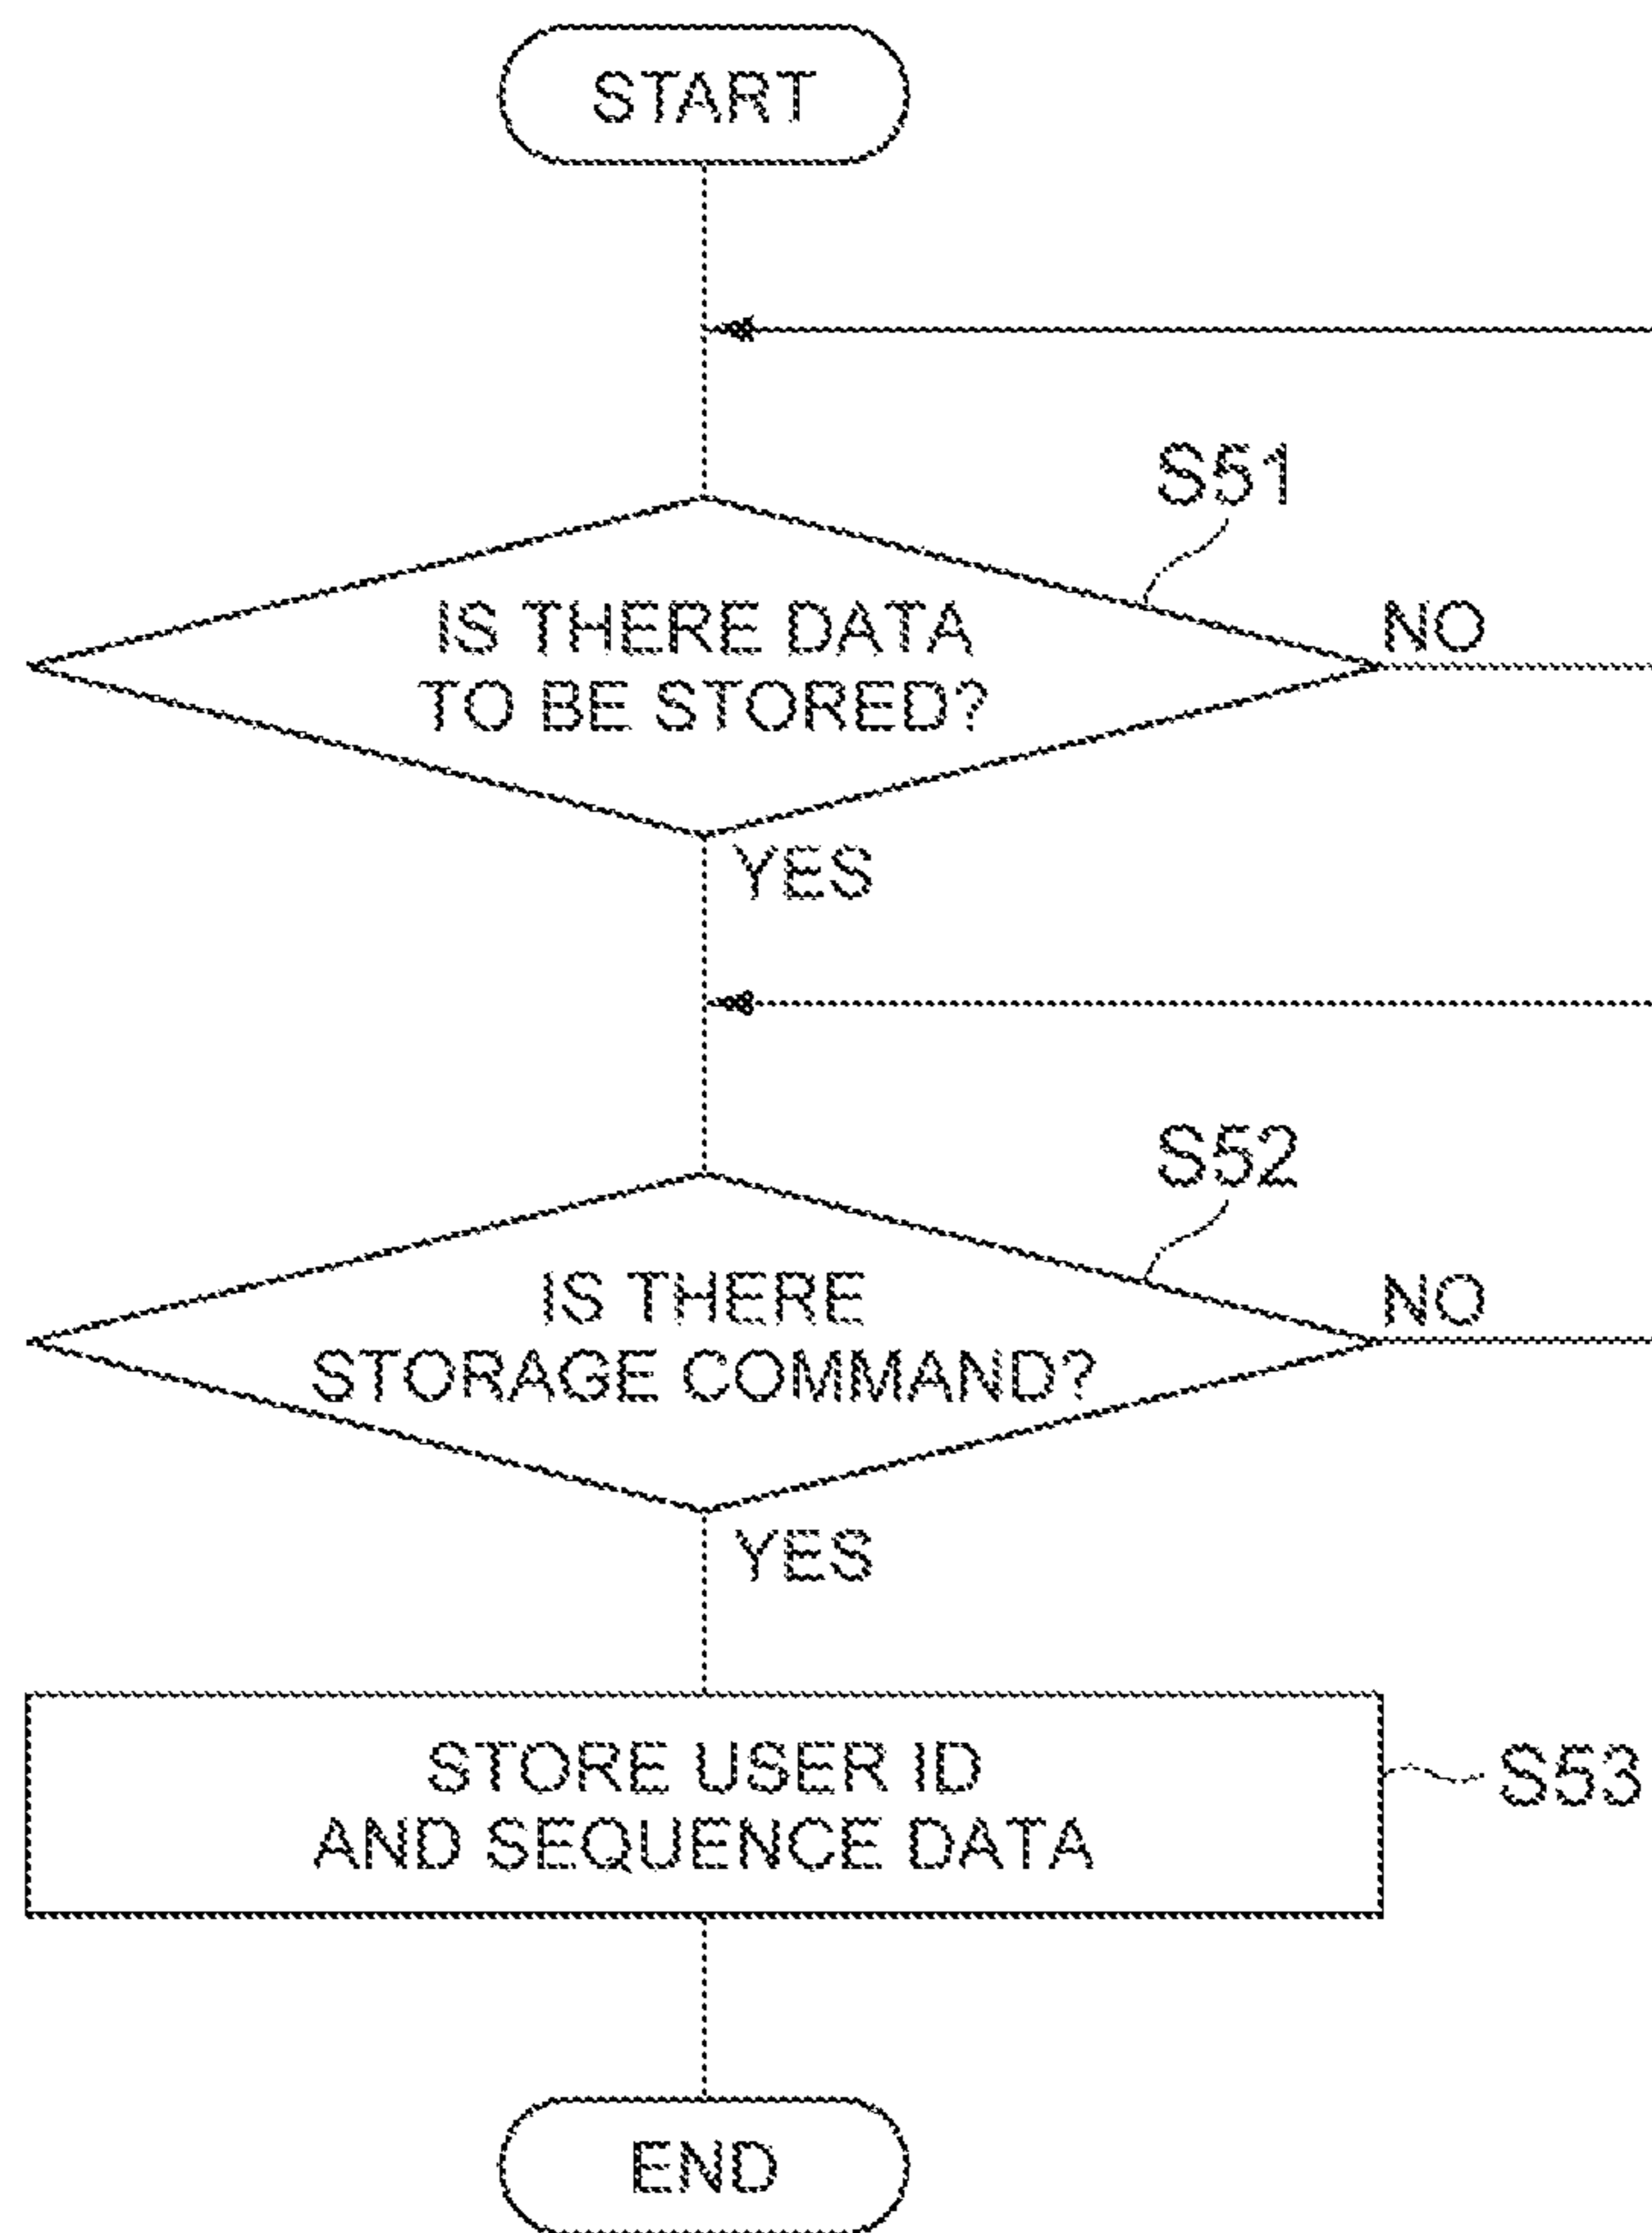 START
S51
IS THERE DATA
TO BE STORED?
NO
YES
S52
IS THERE
STORAGE COMMAND?
NO
YES
STORE USER ID
AND SEQUENCE DATA
S53
END